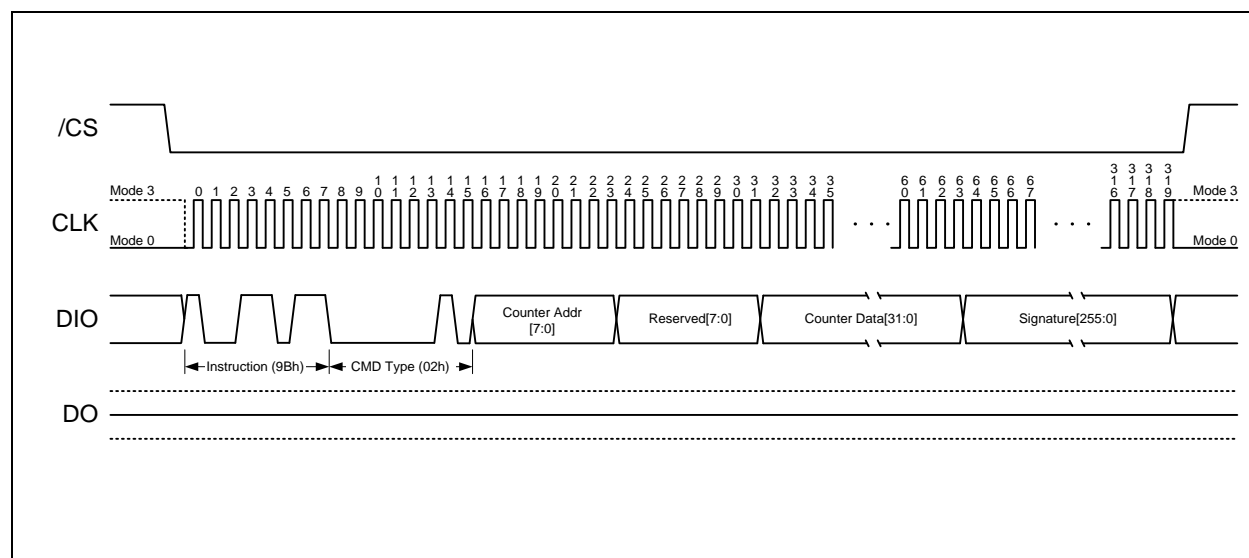 /CS
Mode 3 0 1 2 3 4 5 6 7 8 9 10 11 12 13 14 15 16 17 18 19 20 21 22 23 24 25 26 27 28 29 30 31 32 33 34 35 60 61 62 63 64 65 66 67 316 317 318 319 Mode 3
CLK
. . . . . .
Mode 0 Mode 0
DIO
Counter Addr
[7:0]
Reserved[7:0]
Counter Data[31:0]
Signature[255:0]
Instruction (9Bh) CMD Type (02h)
DO